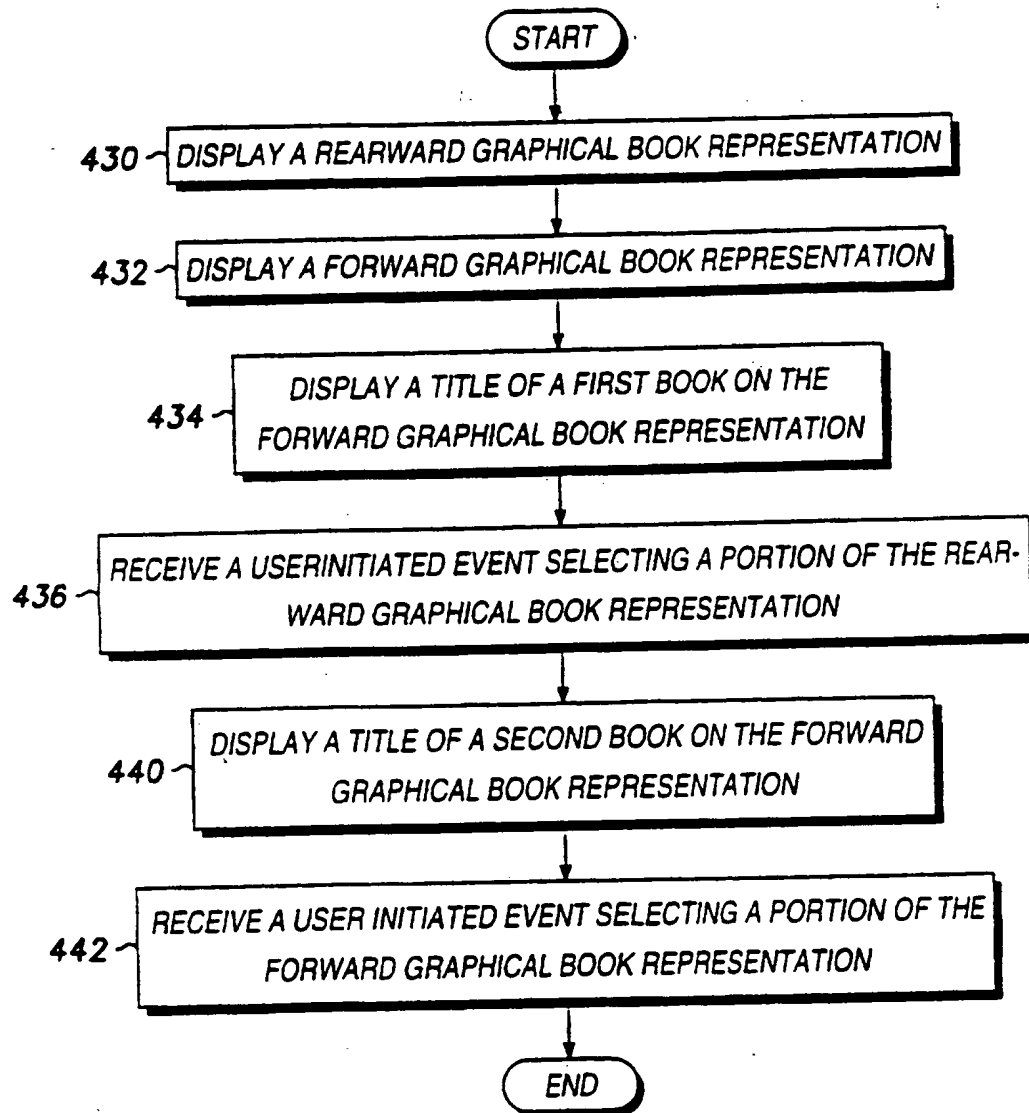 START
430 DISPLAY A REARWARD GRAPHICAL BOOK REPRESENTATION
432 DISPLAY A FORWARD GRAPHICAL BOOK REPRESENTATION
DISPLAY A TITLE OF A FIRST BOOK ON THE
434 FORWARD GRAPHICAL BOOK REPRESENTATION
RECEIVE A USERINITIATED EVENT SELECTING A PORTION OF THE REAR-
436 WARD GRAPHICAL BOOK REPRESENTATION
DISPLAY A TITLE OF A SECOND BOOK ON THE FORWARD
440 GRAPHICAL BOOK REPRESENTATION
RECEIVE A USER INITIATED EVENT SELECTING A PORTION OF THE
442 FORWARD GRAPHICAL BOOK REPRESENTATION
END